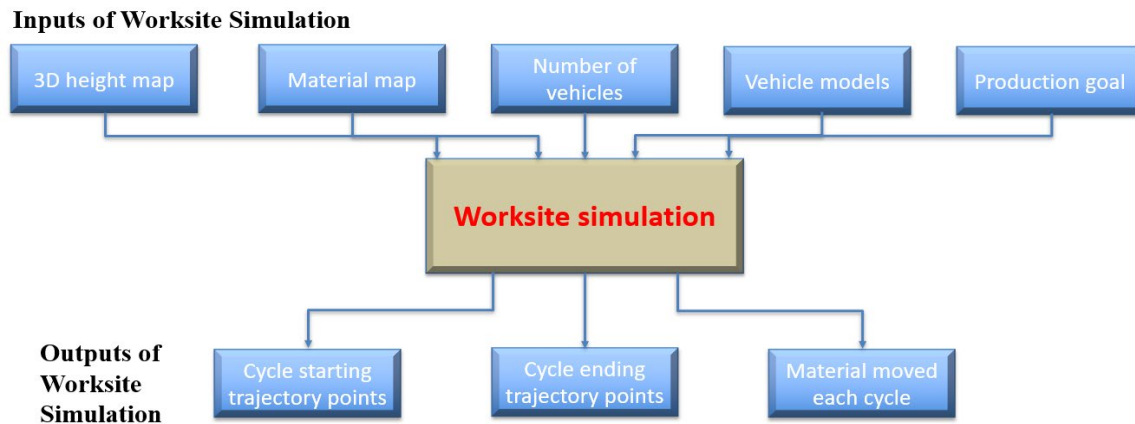 Inputs of Worksite Simulation
3D height map
Material map
Number of
vehicles
Vehicle models
Production goal
Worksite simulation
Outputs of
Worksite
Simulation
Cycle starting
trajectory points
Cycle ending
trajectory points
Material moved
each cycle